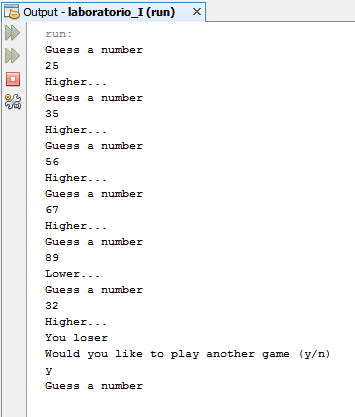 Output - laboratorio_I (run)
run:
Guess a number
25
Higher...
Guess a number
35
Higher...
Guess a number
56
Higher...
Guess a number
67
Higher...
Guess a number
89
Lower...
Guess a number
32
Higher...
You loser
Would you like to play another game (y/n)
y
Guess a number